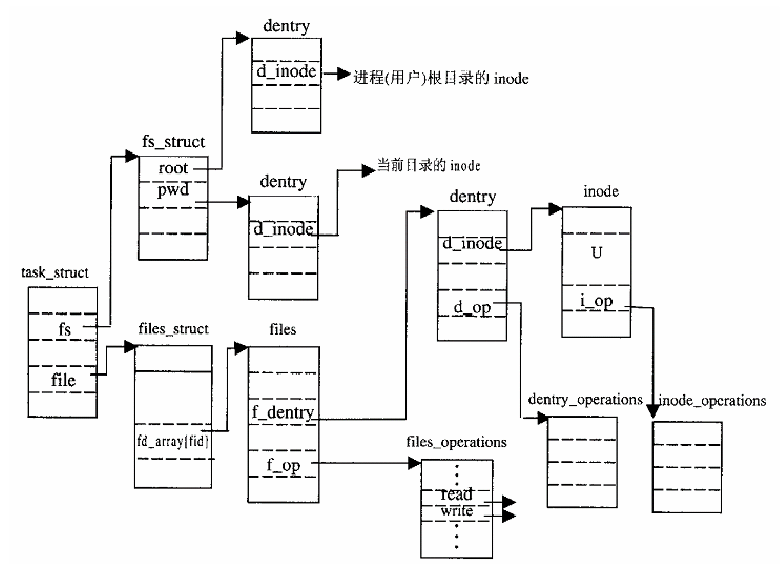 dentry
d_inode
进程(用户)根目录的 inode
fs_struct
root
pwd
dentry
当前目录的 inode
d_inode
dentry
inode
d_inode
U
task_struct
d_op
i_op
fs
files_struct
files
file
f_dentry
dentry_operations
inode_operations
fd_array[fid]
files_operations
f_op
read
write